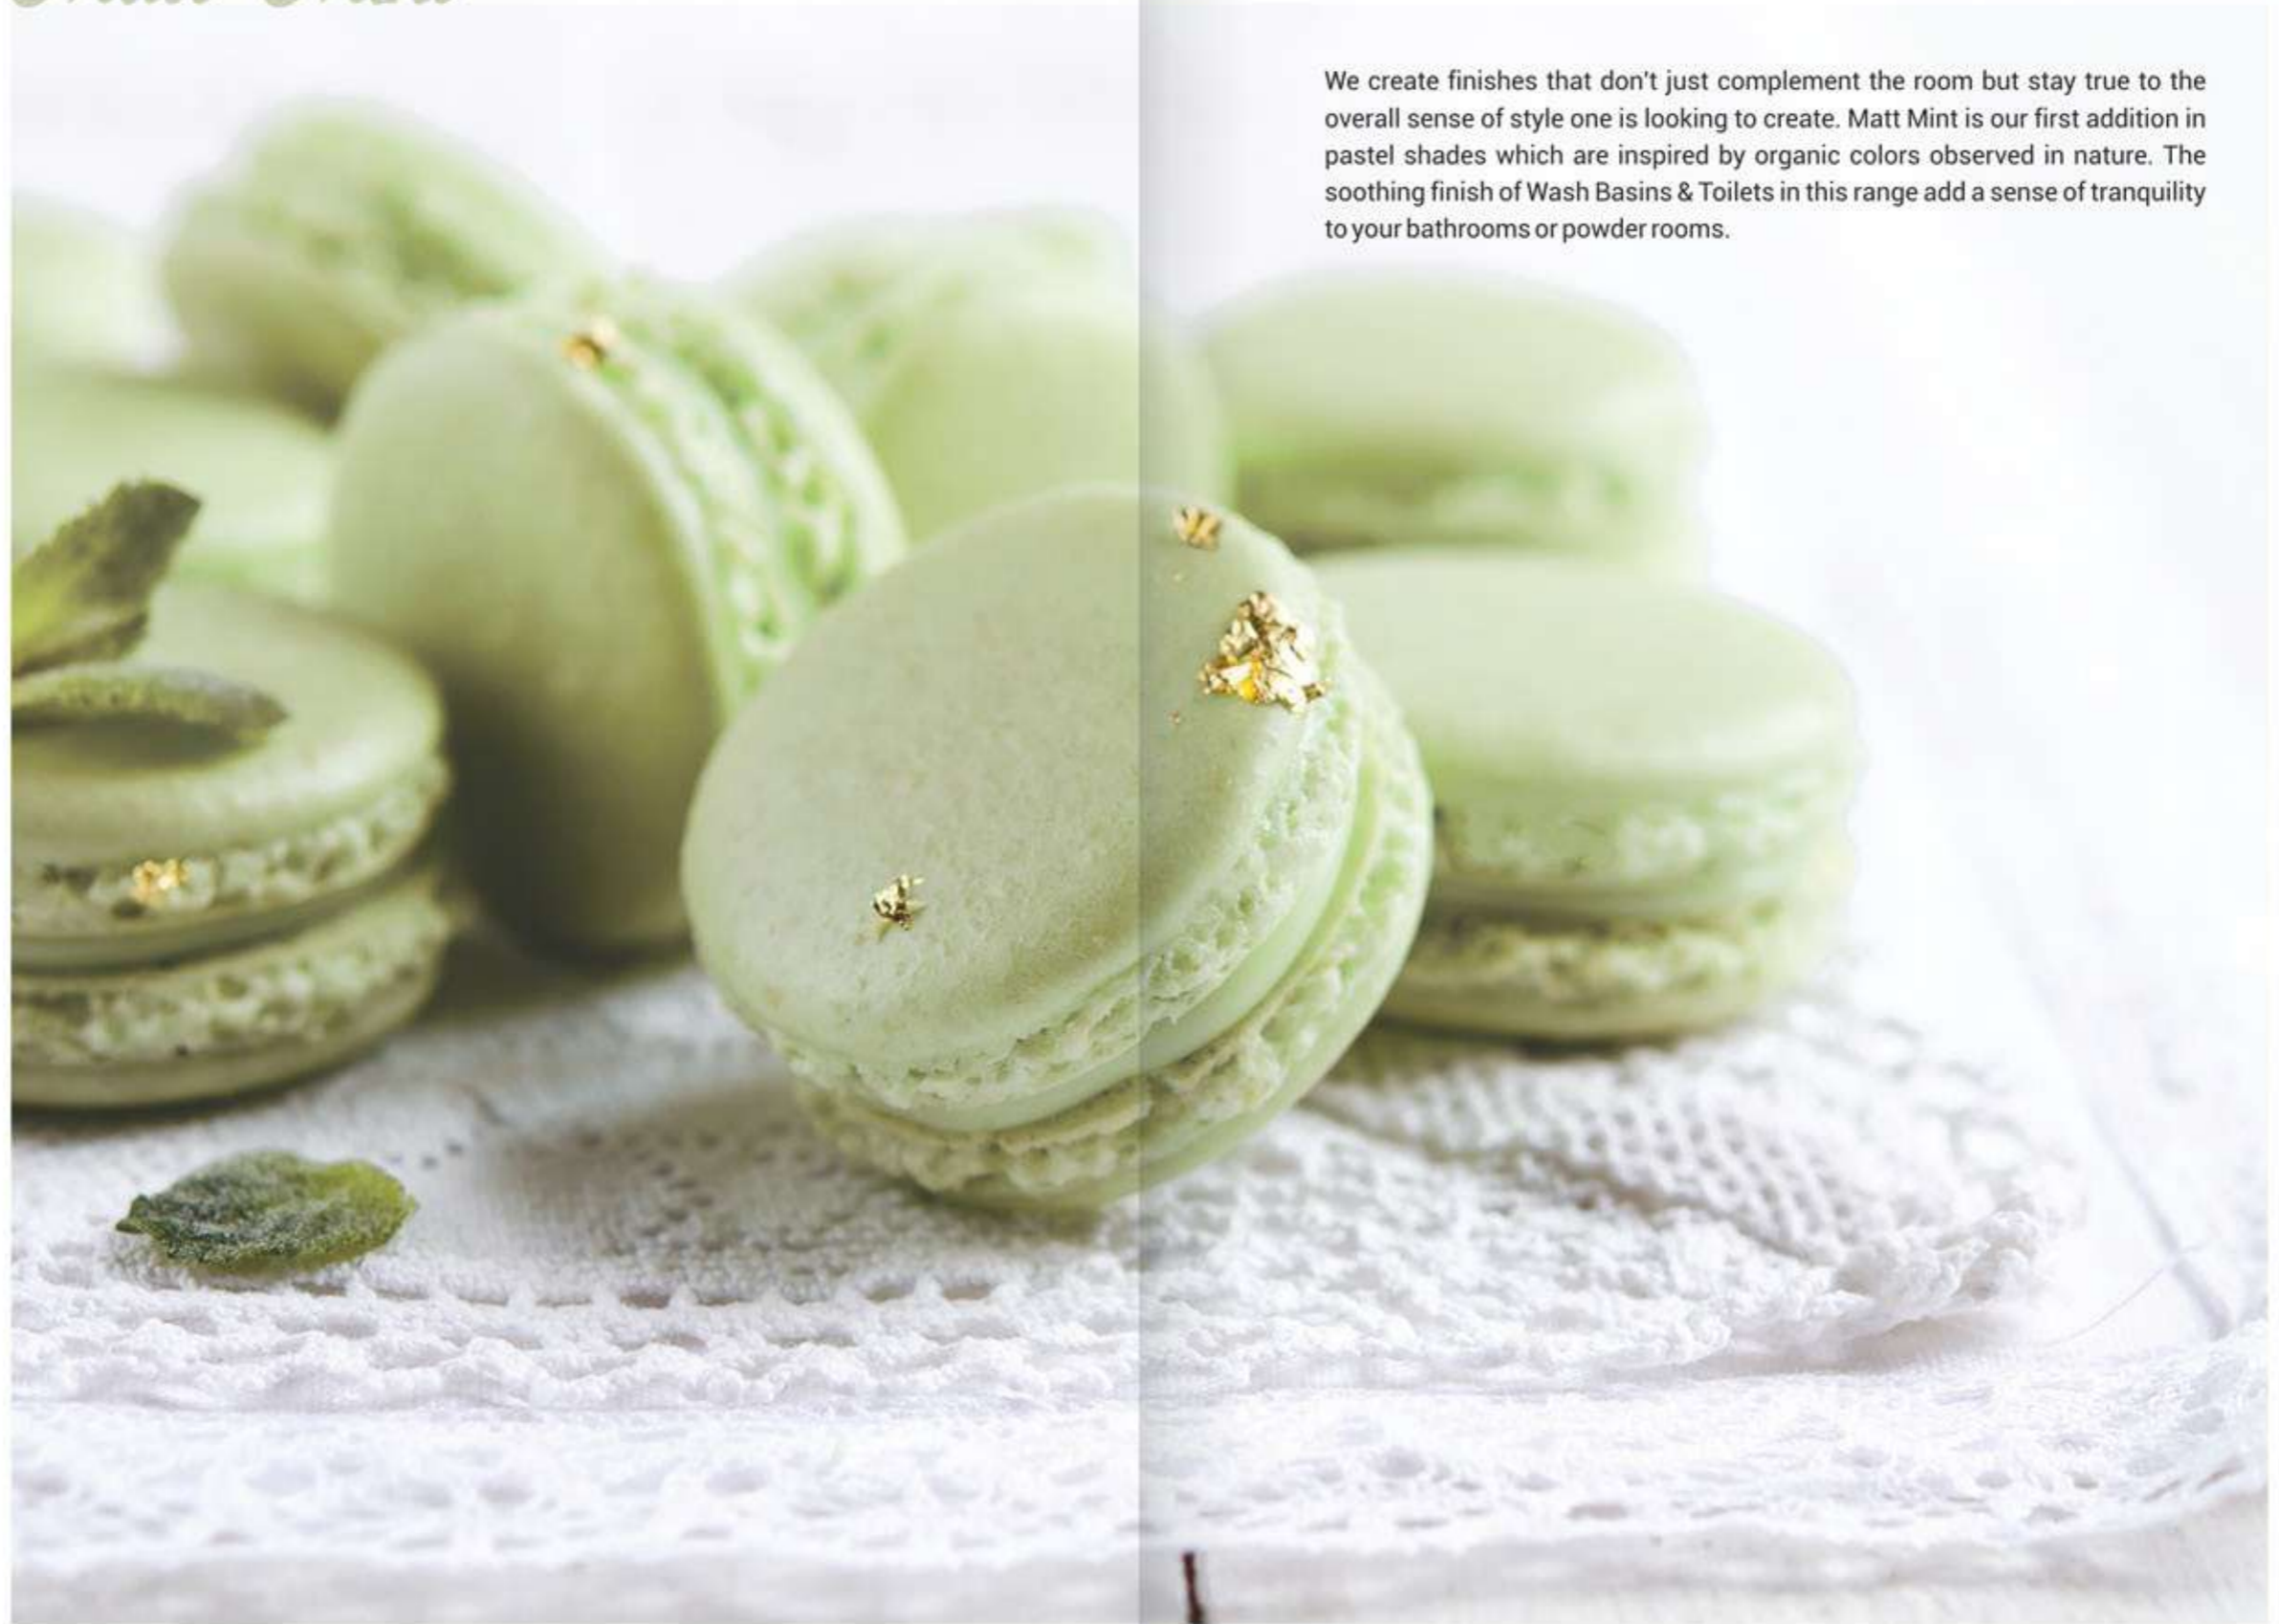 We create finishes that don't just complement the room but stay true to the
overall sense of style one is looking to create. Matt Mint is our first addition in
pastel shades which are inspired by organic colors observed in nature. The
soothing finish of Wash Basins & Toilets in this range add a sense of tranquility
to your bathrooms or powder rooms.